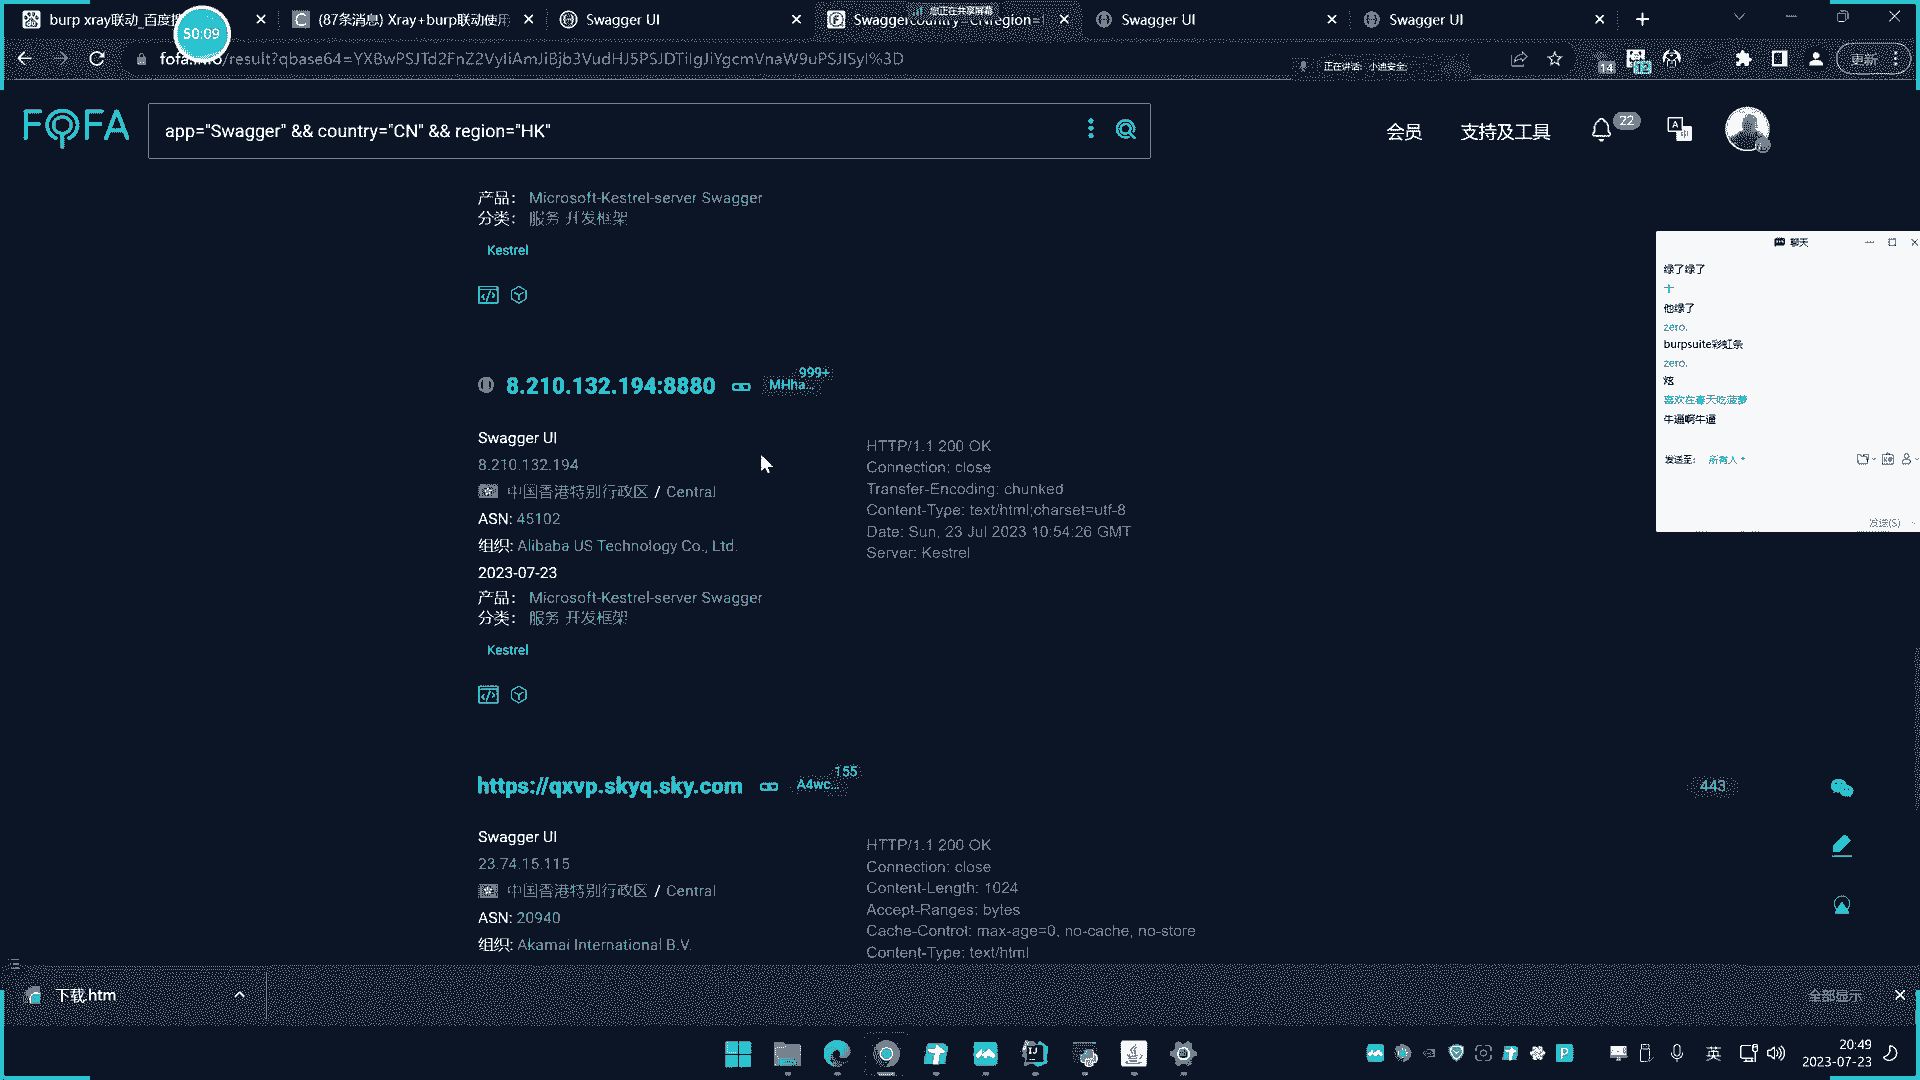 burp xray联动_百度
(87条消息) Xray+burp联动使用
Swagger UI
Swagger
Swagger UI
Swagger UI
50:09
您正在共享屏幕
/result?qbase64=
正在讲话: 小迪安全
14
12
更新
FOFA
app="Swagger" && country="CN" && region="HK"
会员
支持及工具
22
产品: Microsoft-Kestrel-server Swagger
分类: 服务 开发框架
Kestrel
8.210.132.194:8880
MHha...
999+
Swagger UI
8.210.132.194
中国香港特别行政区 / Central
ASN: 45102
组织: Alibaba US Technology Co., Ltd.
2023-07-23
产品: Microsoft-Kestrel-server Swagger
分类: 服务 开发框架
Kestrel
HTTP/1.1 200 OK
Connection: close
Transfer-Encoding: chunked
Content-Type: text/html;charset=utf-8
Date: Sun, 23 Jul 2023 10:54:26 GMT
Server: Kestrel
https://qxvp.skyq.sky.com
A4wc...
155
443
Swagger UI
23.74.15.115
中国香港特别行政区 / Central
ASN: 20940
组织: Akamai International B.V.
HTTP/1.1 200 OK
Connection: close
Content-Length: 1024
Accept-Ranges: bytes
Cache-Control: max-age=0, no-cache, no-store
Content-Type: text/html
聊天
绿了绿了
十
他绿了
zero.
burpsuite彩虹条
zero.
炫
喜欢在春天吃菠萝
牛逼啊牛逼
发送至: 所有人
发送(S)
下载.htm
全部显示
英
20:49
2023-07-23